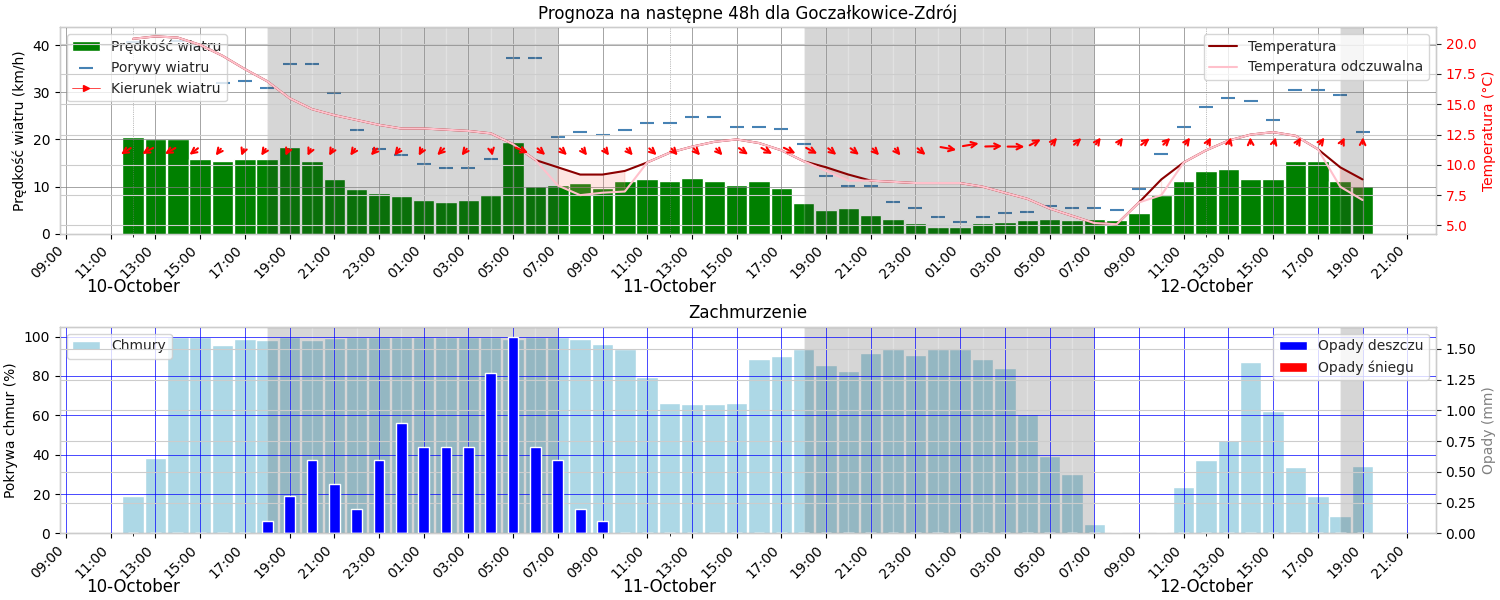 Prognoza na następne 48h dla Goczałkowice-Zdrój
Prędkość wiatru
Porywy wiatru
Kierunek wiatru
Temperatura
Temperatura odczuwalna
Prędkość wiatru (km/h)
40
30
20
10
0
20.0
17.5
15.0
12.5
10.0
7.5
5.0
Temperatura (°C)
09:00 11:00 13:00 15:00 17:00 19:00 21:00 23:00 01:00 03:00 05:00 07:00 09:00 11:00 13:00 15:00 17:00 19:00 21:00 23:00 01:00 03:00 05:00 07:00 09:00 11:00 13:00 15:00 17:00 19:00 21:00
10-October 11-October 12-October
Zachmurzenie
Chmury
Opady deszczu
Opady śniegu
Pokrywa chmur (%)
100
80
60
40
20
0
1.50
1.25
1.00
0.75
0.50
0.25
0.00
Opady (mm)
09:00 11:00 13:00 15:00 17:00 19:00 21:00 23:00 01:00 03:00 05:00 07:00 09:00 11:00 13:00 15:00 17:00 19:00 21:00 23:00 01:00 03:00 05:00 07:00 09:00 11:00 13:00 15:00 17:00 19:00 21:00
10-October 11-October 12-October